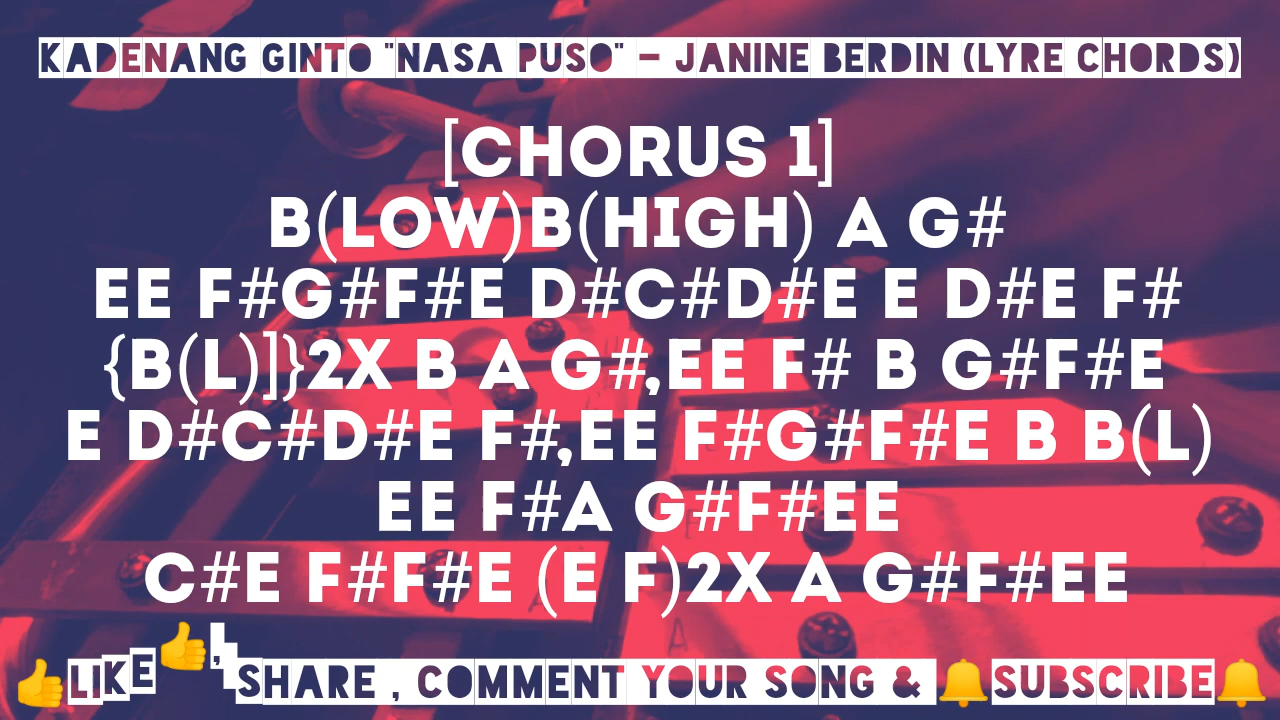 KADENANG GINTO "NASA PUSO" – JANINE BERDIN (LYRE CHORDS)
[CHORUS 1]
B(LOW)B(HIGH) A G#
EE F#G#F#E D#C#D#E E D#E F#
{B(L)]}2X B A G#,EE F# B G#F#E
E D#C#D#E F#,EE F#G#F#E B B(L)
EE F#A G#F#EE
C#E F#F#E (E F)2X A G#F#EE
👍LIKE👍, SHARE , COMMENT YOUR SONG & 🔔SUBSCRIBE🔔